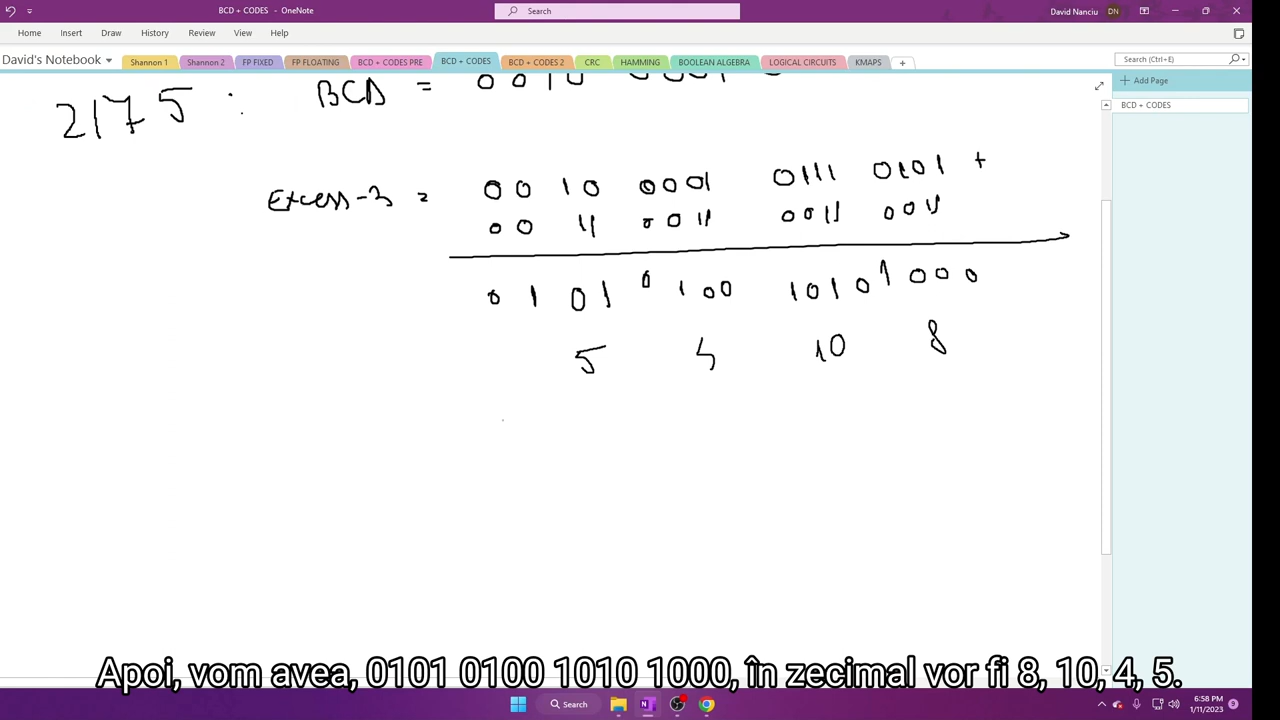 BCD + CODES - OneNote
Search
David Nanciu DN
Home Insert Draw History Review View Help
David's Notebook Shannon 1 Shannon 2 FP FIXED FP FLOATING BCD + CODES PRE BCD + CODES BCD + CODES 2 CRC HAMMING BOOLEAN ALGEBRA LOGICAL CIRCUITS KMAPS + Search (Ctrl+E)
+ Add Page
BCD + CODES
2175 : BCD = 0010 0001
Excess-3 = 0010 0001 0111 0101 +
0011 0011 0011 0011
0101 0100 1010 1000
5 4 10 8
Apoi, vom avea, 0101 0100 1010 1000, în zecimal vor fi 8, 10, 4, 5.
Search
6:58 PM
1/11/2023